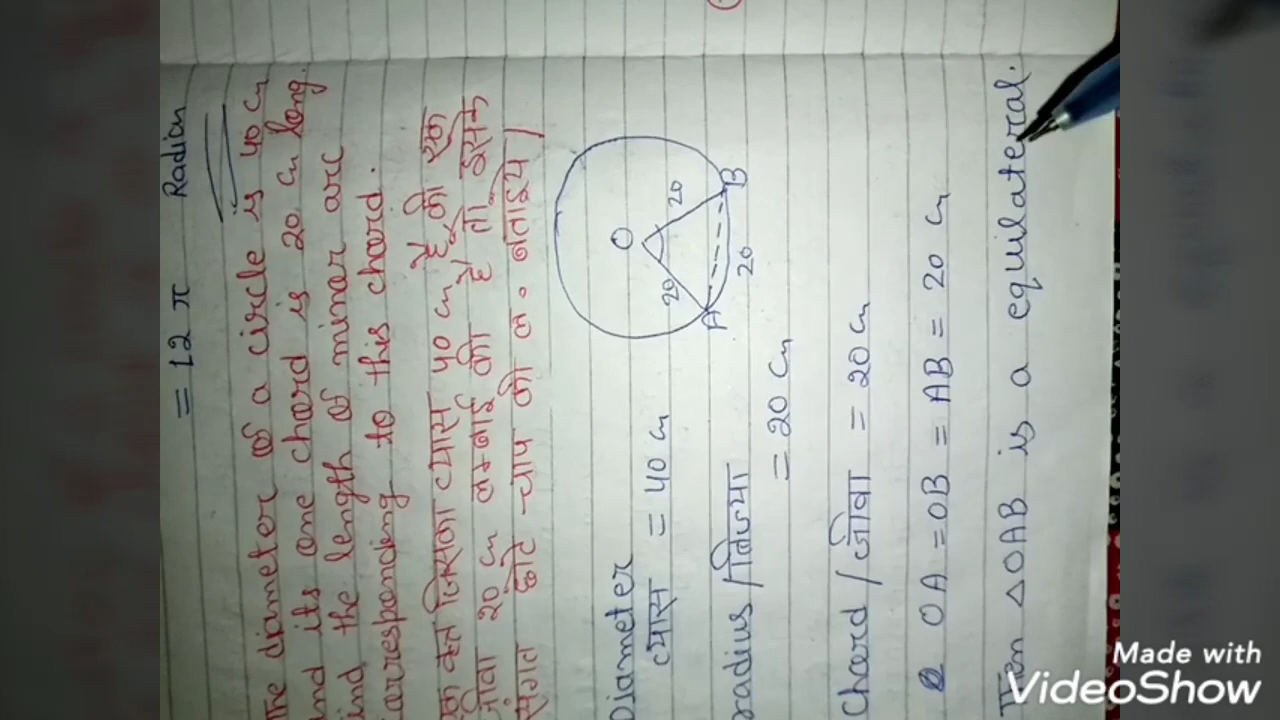 = 12 π Radian
The diameter of a circle is 40 cm
and its one chord is 20 cm long.
find the length of minar arc
corresponding to this chord.
एक वृत जिसका व्यास 40 cm है की एक
जीवा 20 cm लम्बाई की है तो इसके
संगत छोटे चाप की ल० बताइये।
O
20
20
A
B
20
Diameter
व्यास = 40 cm
radius / त्रिज्या
= 20 cm
Chord / जीवा = 20 cm
OA = OB = AB = 20 cm
Then △OAB is a equilateral.
Made with
VideoShow